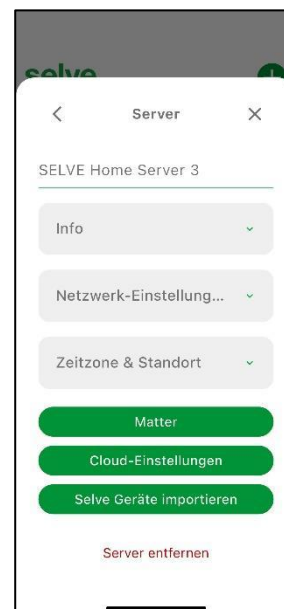 selve
Server
SELVE Home Server 3
Info
Netzwerk-Einstellung...
Zeitzone & Standort
Matter
Cloud-Einstellungen
Selve Geräte importieren
Server entfernen